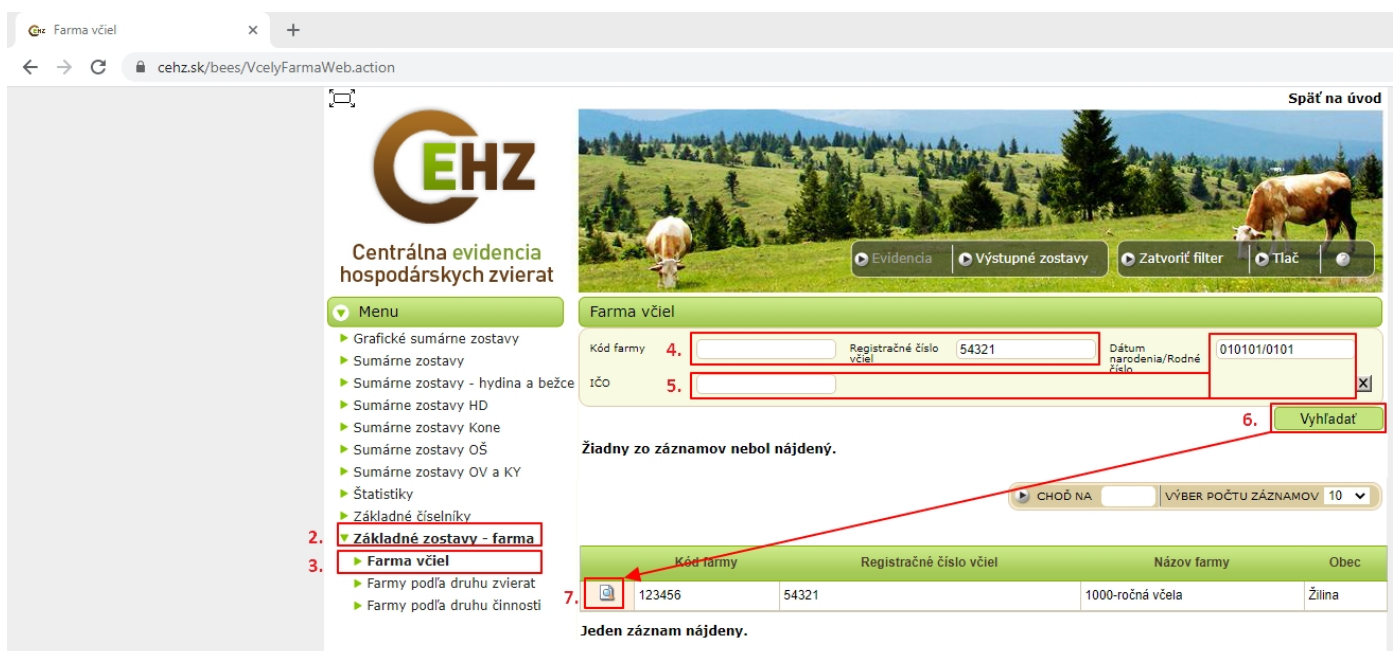 CEHZ Farma včiel
cehz.sk/bees/VcelyFarmaWeb.action
Späť na úvod
CEHZ
Centrálna evidencia
hospodárskych zvierat
Evidencia Výstupné zostavy Zatvoriť filter Tlač
Menu
Grafické sumárne zostavy
Sumárne zostavy
Sumárne zostavy - hydina a bežce
Sumárne zostavy HD
Sumárne zostavy Kone
Sumárne zostavy OŠ
Sumárne zostavy OV a KY
Štatistiky
Základné číselníky
2. Základné zostavy - farma
3. Farma včiel
Farmy podľa druhu zvierat
Farmy podľa druhu činnosti
Farma včiel
Kód farmy 4. Registračné číslo
včiel
54321
Dátum
narodenia/Rodné
číslo
010101/0101
IČO 5.
6. Vyhľadať
Žiadny zo záznamov nebol nájdený.
CHOĎ NA VÝBER POČTU ZÁZNAMOV 10
Kód farmy Registračné číslo včiel Názov farmy Obec
7. 123456 54321 1000-ročná včela Žilina
Jeden záznam nájdeny.